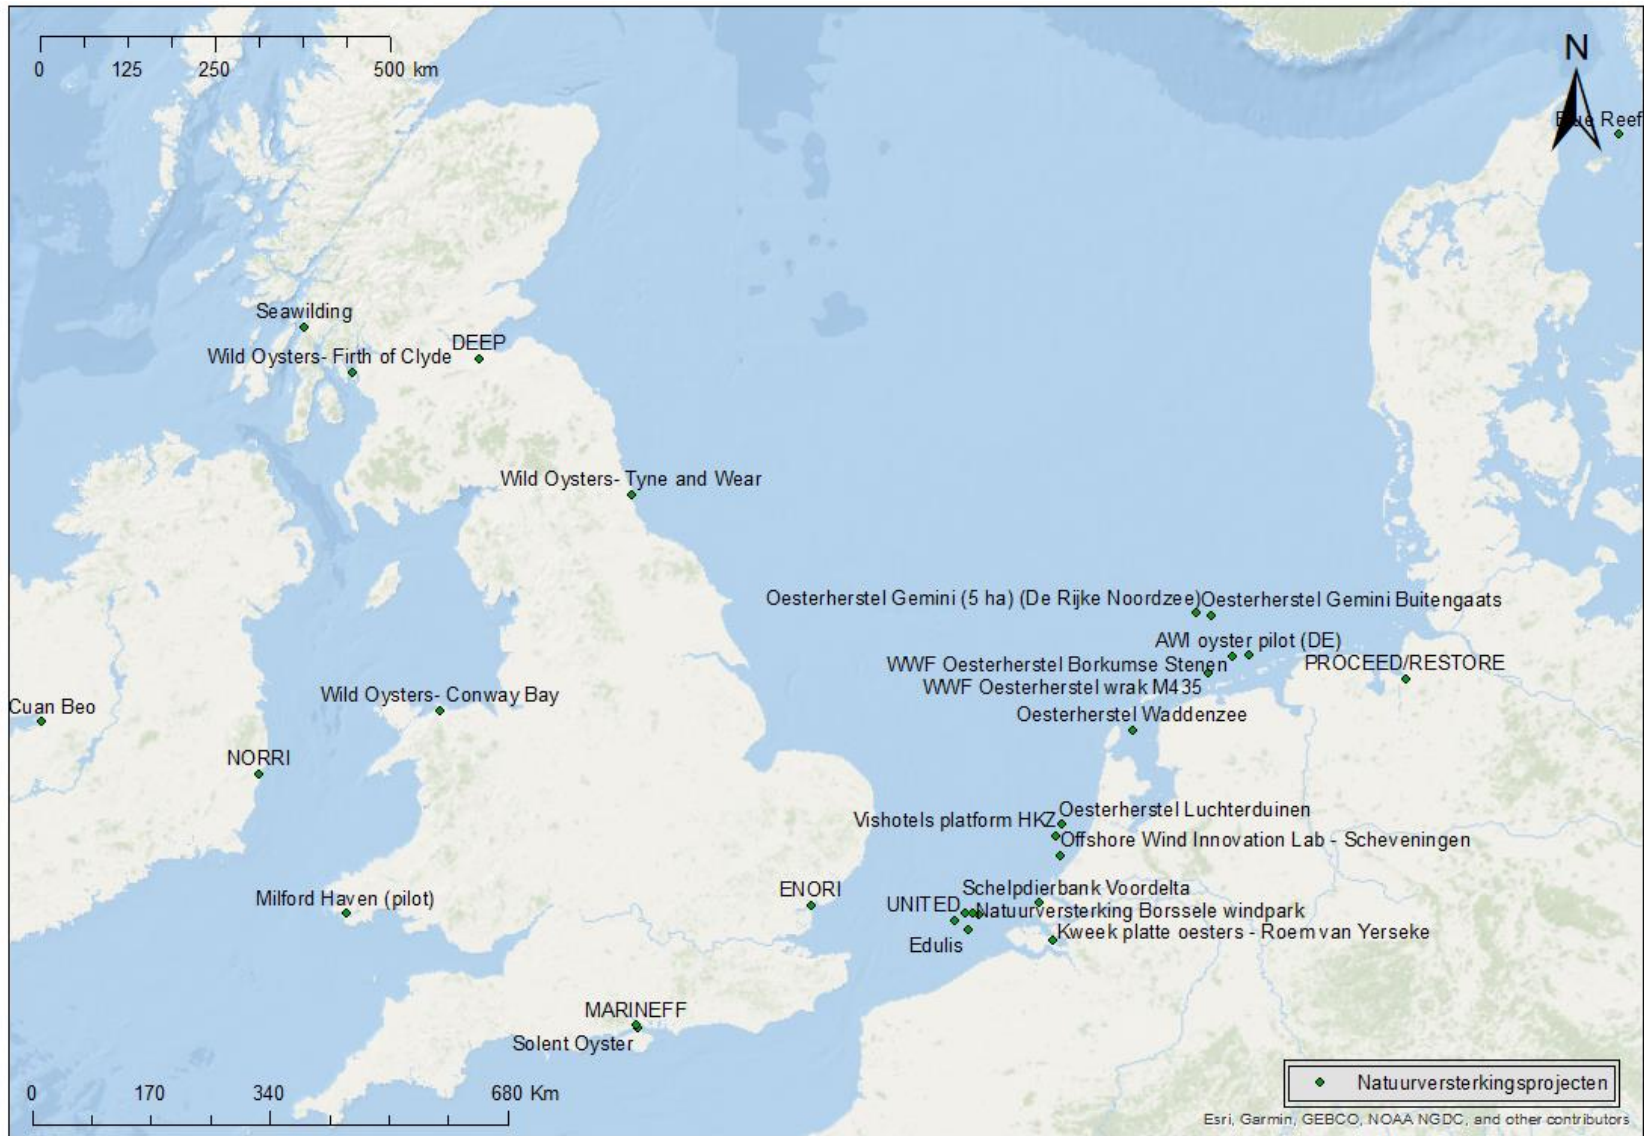 N
0 125 250 500 km
Blue Reef
Seawilding
DEEP
Wild Oysters- Firth of Clyde
Wild Oysters- Tyne and Wear
Oesterherstel Gemini (5 ha) (De Rijke Noordzee)
Oesterherstel Gemini Buitengaats
AWI oyster pilot (DE)
WWF Oesterherstel Borkumse Stenen
PROCEED/RESTORE
WWF Oesterherstel wrak M435
Wild Oysters- Conway Bay
Cuan Beo
Oesterherstel Waddenzee
NORRI
Oesterherstel Luchterduinen
Vishotels platform HKZ
Offshore Wind Innovation Lab - Scheveningen
ENORI
Schelpdierbank Voordelta
Milford Haven (pilot)
UNITED
Natuurversterking Borssele windpark
Kweek platte oesters - Roem van Yerseke
Edulis
MARINEFF
Solent Oyster
0 170 340 680 Km
Natuurversterkingsprojecten
Esri, Garmin, GEBCO, NOAA NGDC, and other contributors